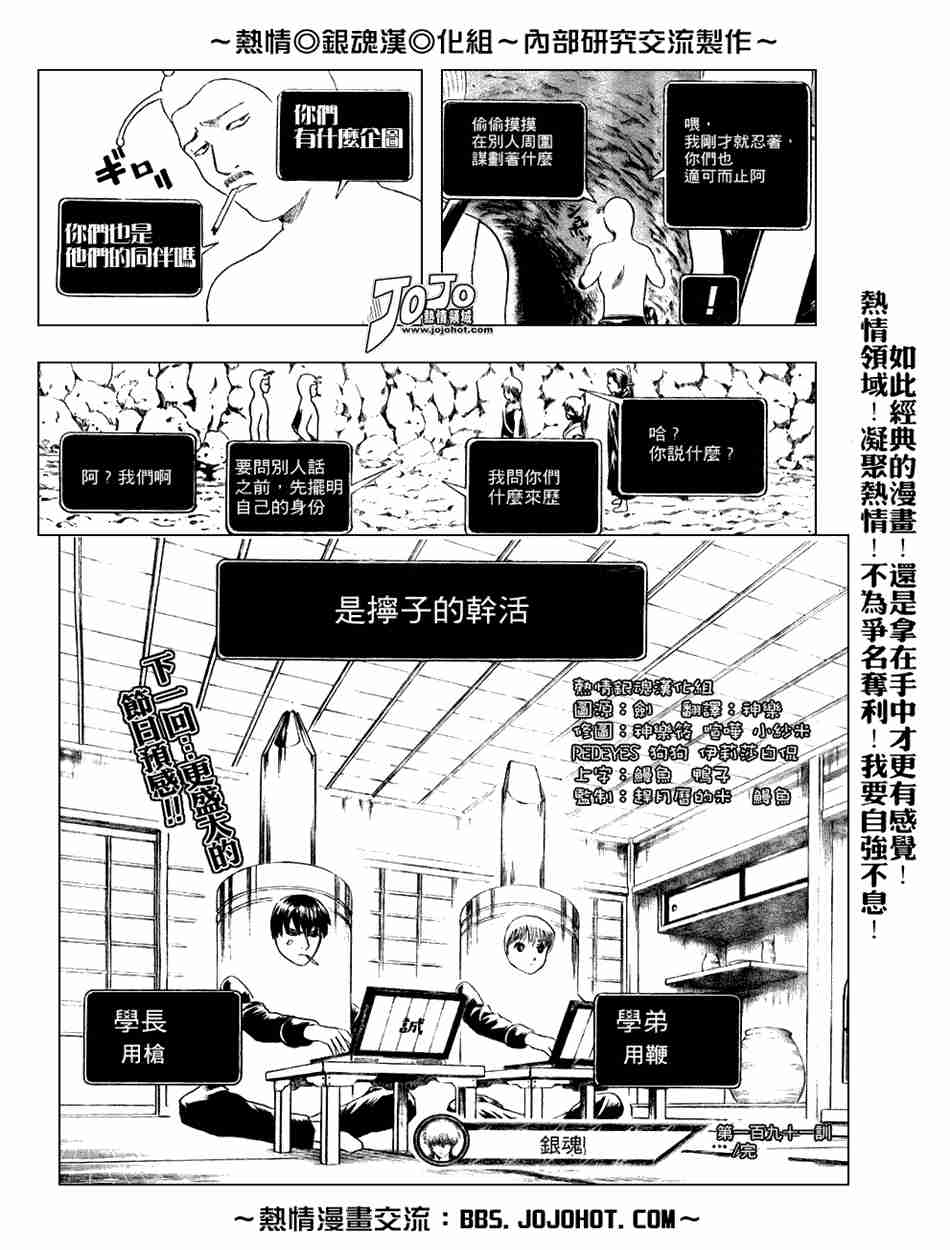 ~熱情◎銀魂漢◎化組~內部研究交流製作~
喂，
我剛才就忍著，
你們也
適可而止阿
偷偷摸摸
在別人周圍
謀劃著什麼
！
你們
有什麼企圖
ギロッ
你們也是
他們的同伴嗎
JOJO
熱情領域
www.jojohot.com
哈？
你說什麼？
我問你們
什麼來歷
要問別人話
之前，先擺明
自己的身份
阿？我們啊
是擰子的幹活
熱情銀魂漢化組
圖源：劍 翻譯：神樂
修圖：神樂筱 喧嘩 小紗米
REDEYES 狗狗 伊莉莎白侃
上字：鰻魚 鴨子
監制：趕月曆的米 鰻魚
下一回…更盛大的
節日預感!!
學弟
用鞭
學長
用槍
誠
銀魂
第一百九十一訓
…/完
如此經典的漫畫！還是拿在手中才更有感覺！
熱情領域！凝聚熱情！不為爭名奪利！我要自強不息！
~熱情漫畫交流：BBS.JOJOHOT.COM~